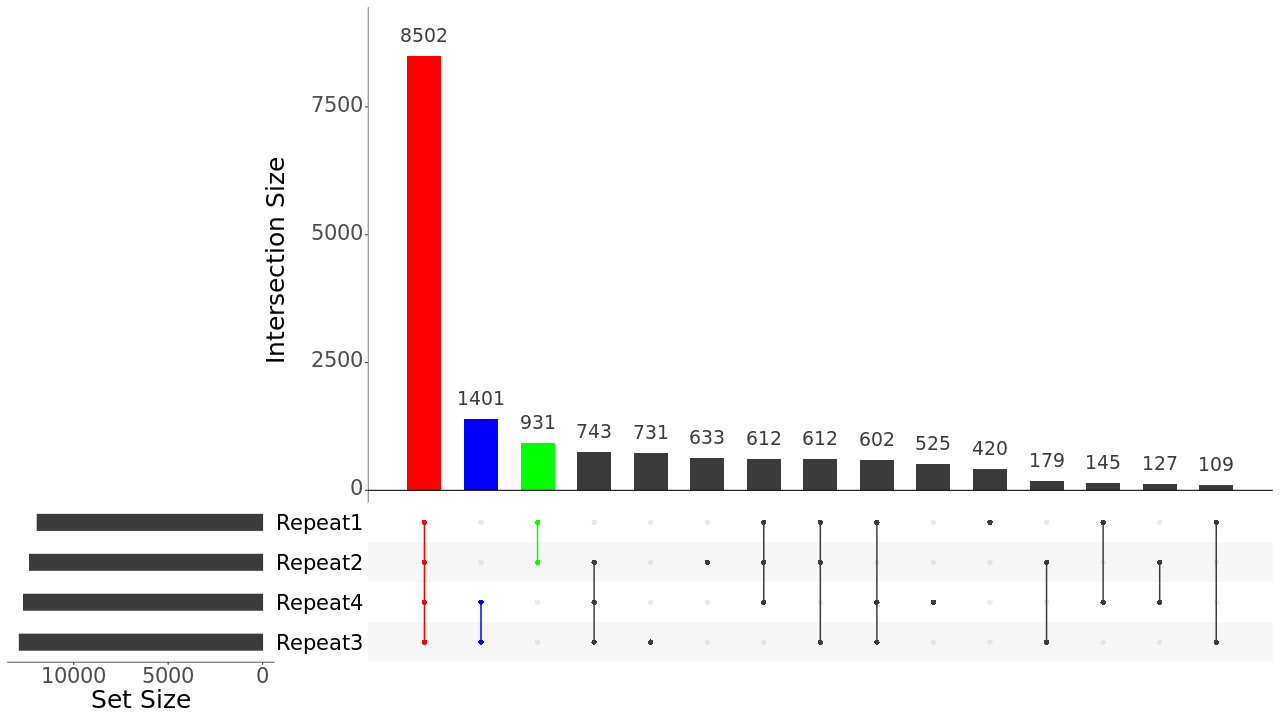 8502
7500
5000
Intersection Size
2500
1401
931
743
731
633
612
612
602
525
420
179
145
127
109
0
Repeat1
Repeat2
Repeat4
Repeat3
10000 5000 0
Set Size